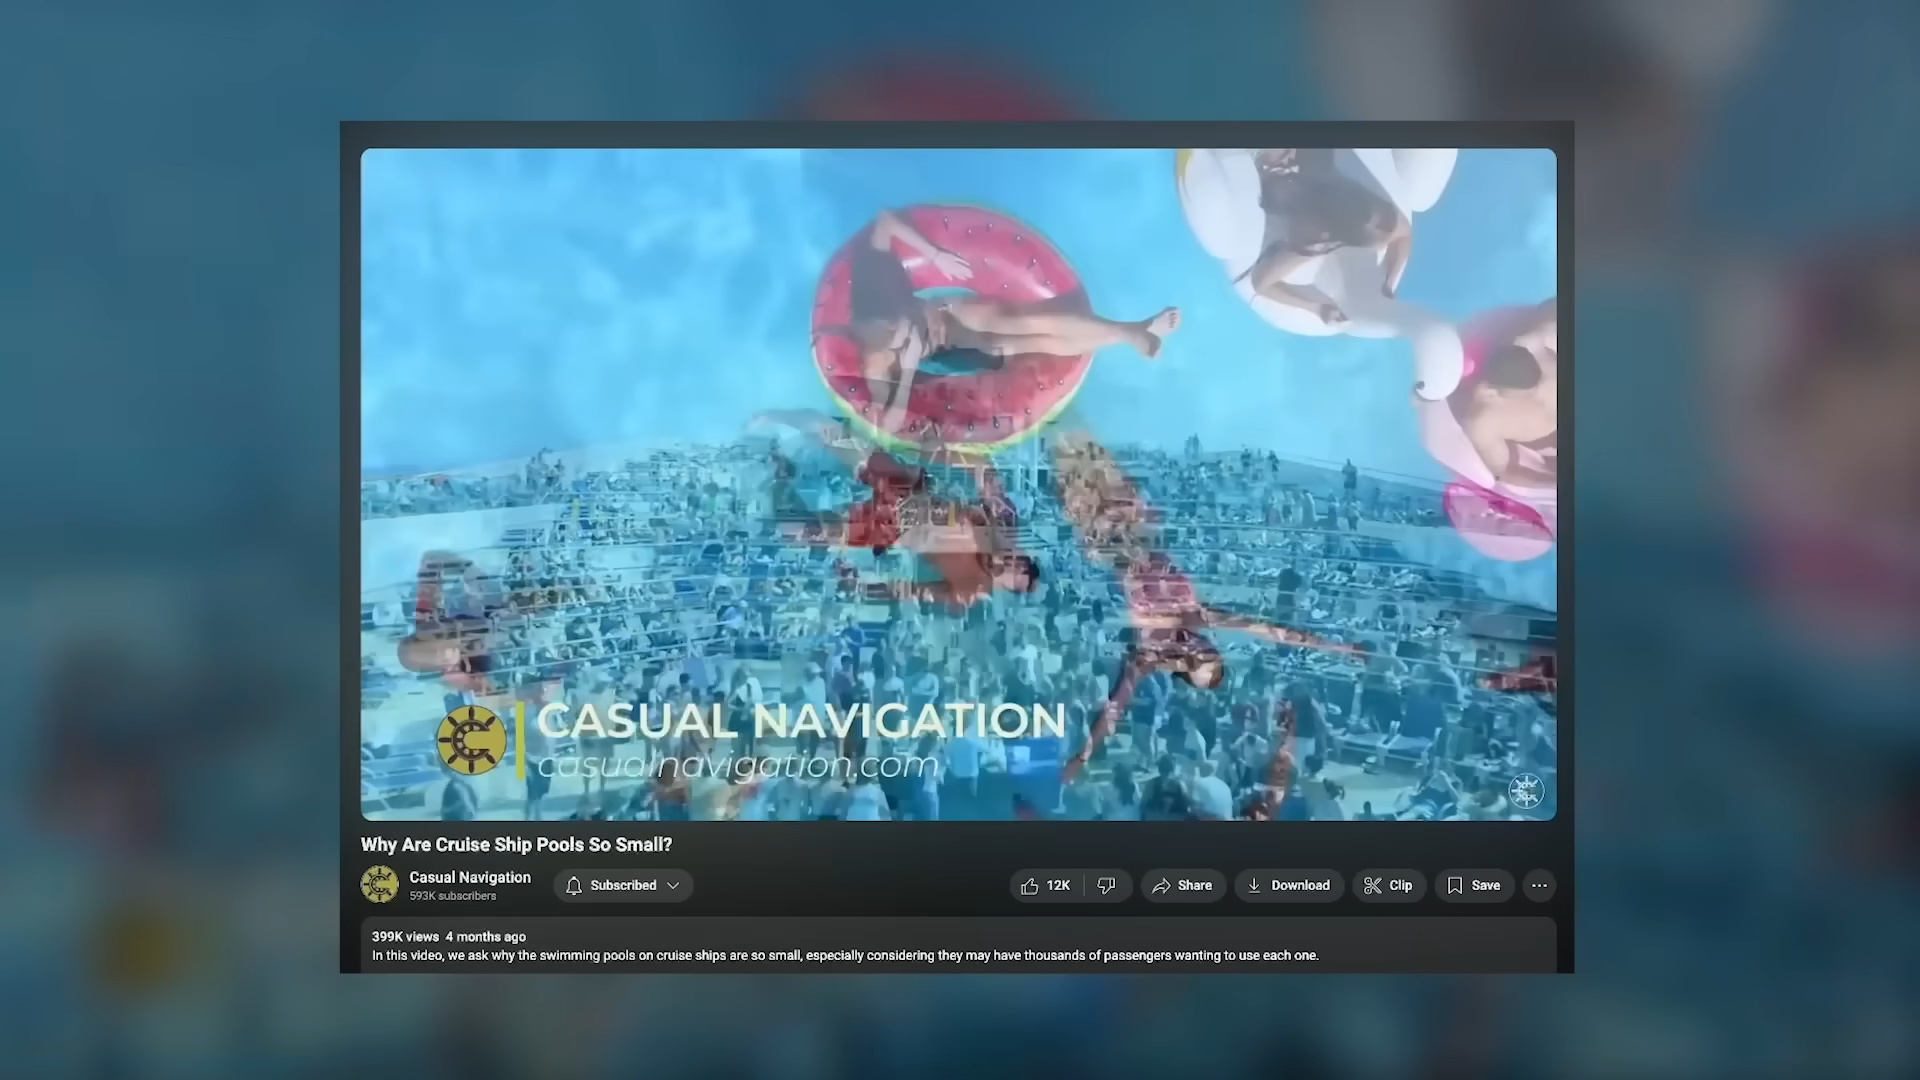 CASUAL NAVIGATION
casualnavigation.com
Why Are Cruise Ship Pools So Small?
Casual Navigation
593K subscribers
Subscribed
12K
Share
Download
Clip
Save
399K views 4 months ago
In this video, we ask why the swimming pools on cruise ships are so small, especially considering they may have thousands of passengers wanting to use each one.